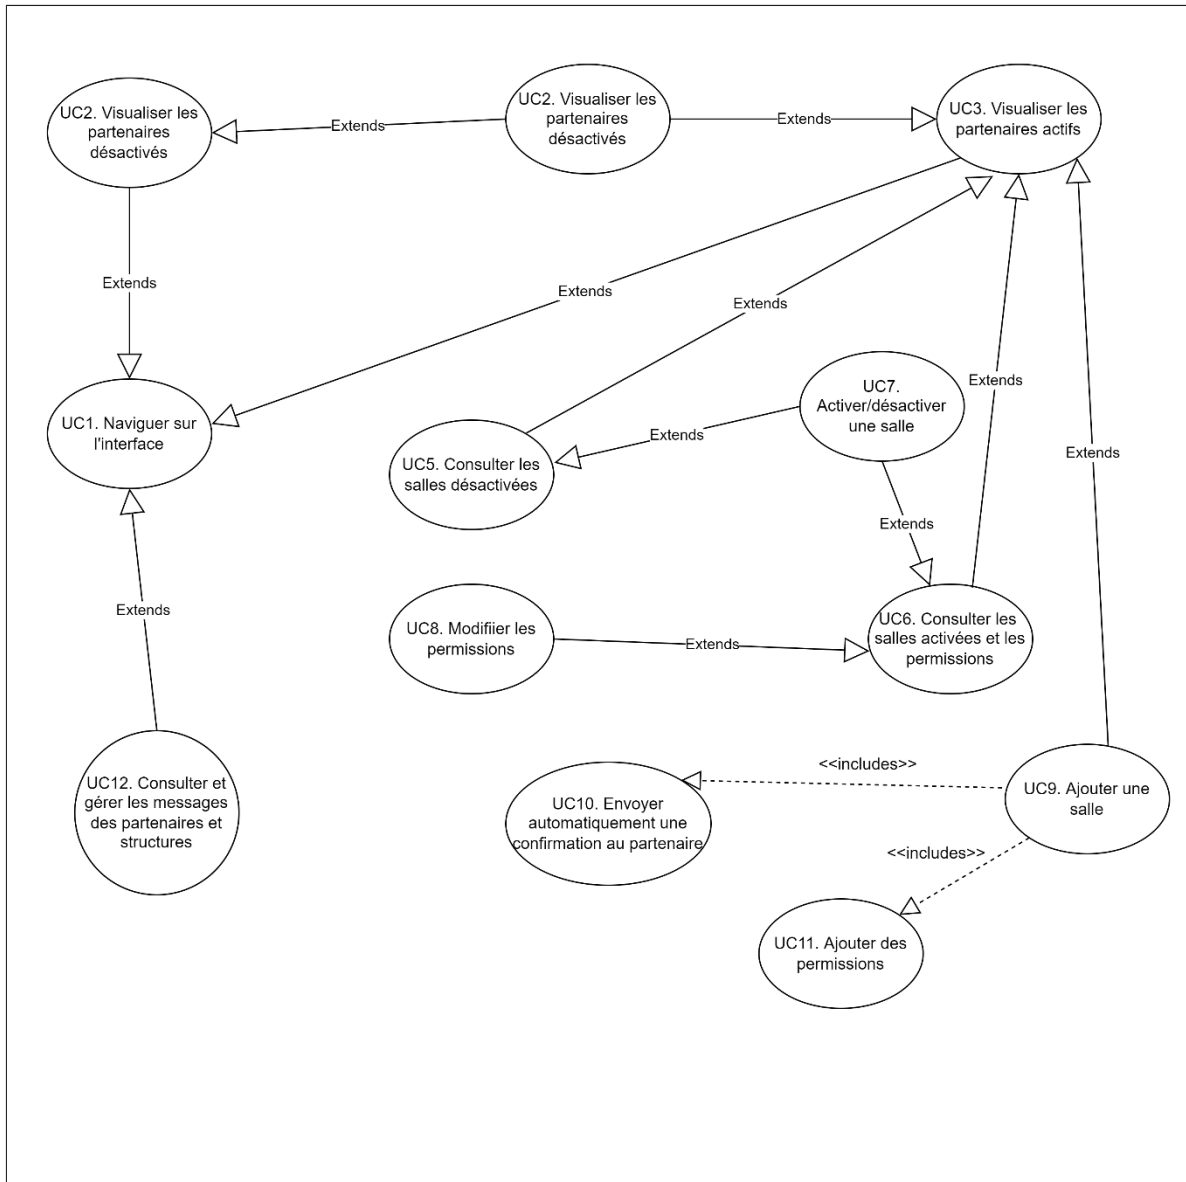 UC2. Visualiser les
partenaires
désactivés
Extends
UC2. Visualiser les
partenaires
désactivés
Extends
UC3. Visualiser les
partenaires actifs
Extends
Extends
Extends
Extends
Extends
UC1. Naviguer sur
l'interface
UC7.
Activer/désactiver
une salle
Extends
UC5. Consulter les
salles désactivées
Extends
Extends
UC8. Modifiier les
permissions
Extends
UC6. Consulter les
salles activées et les
permissions
UC12. Consulter et
gérer les messages
des partenaires et
structures
<<includes>>
UC9. Ajouter une
salle
UC10. Envoyer
automatiquement une
confirmation au partenaire
<<includes>>
UC11. Ajouter des
permissions